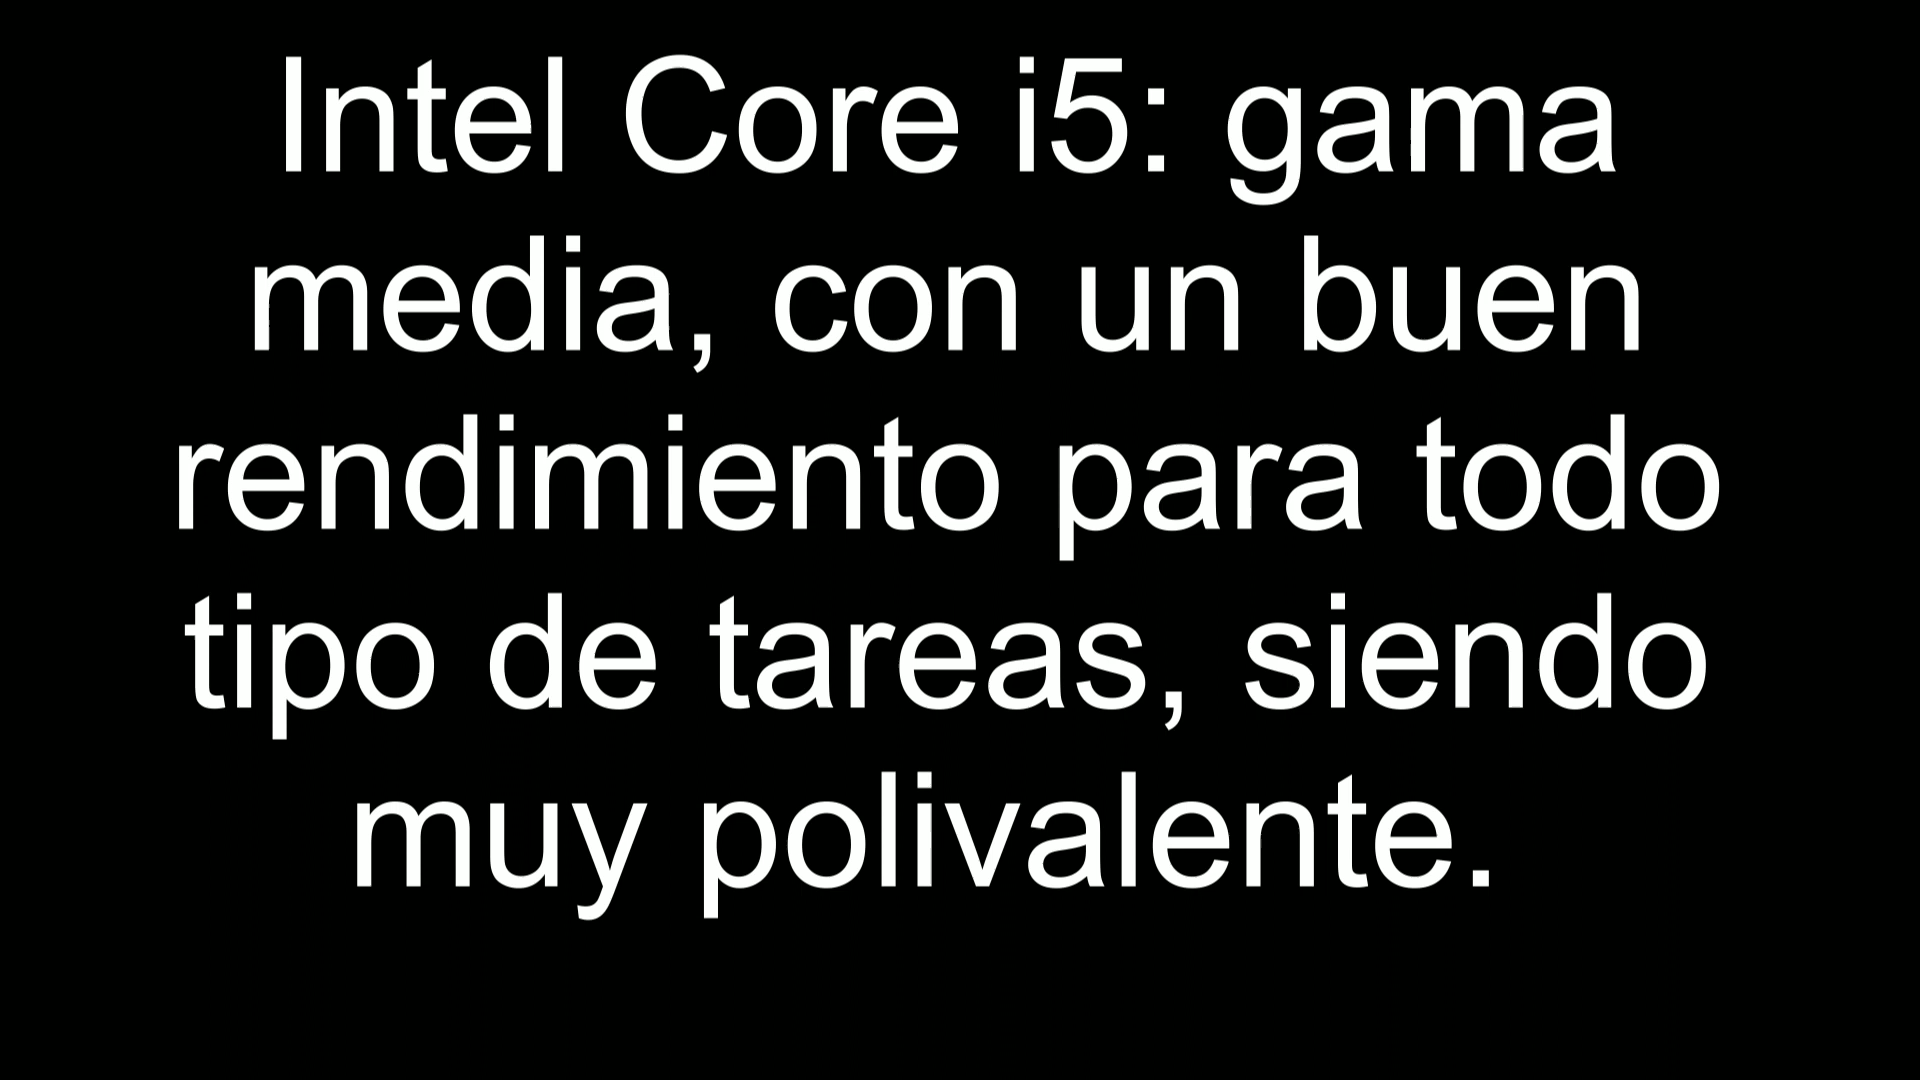 Intel Core i5: gama
media, con un buen
rendimiento para todo
tipo de tareas, siendo
muy polivalente.